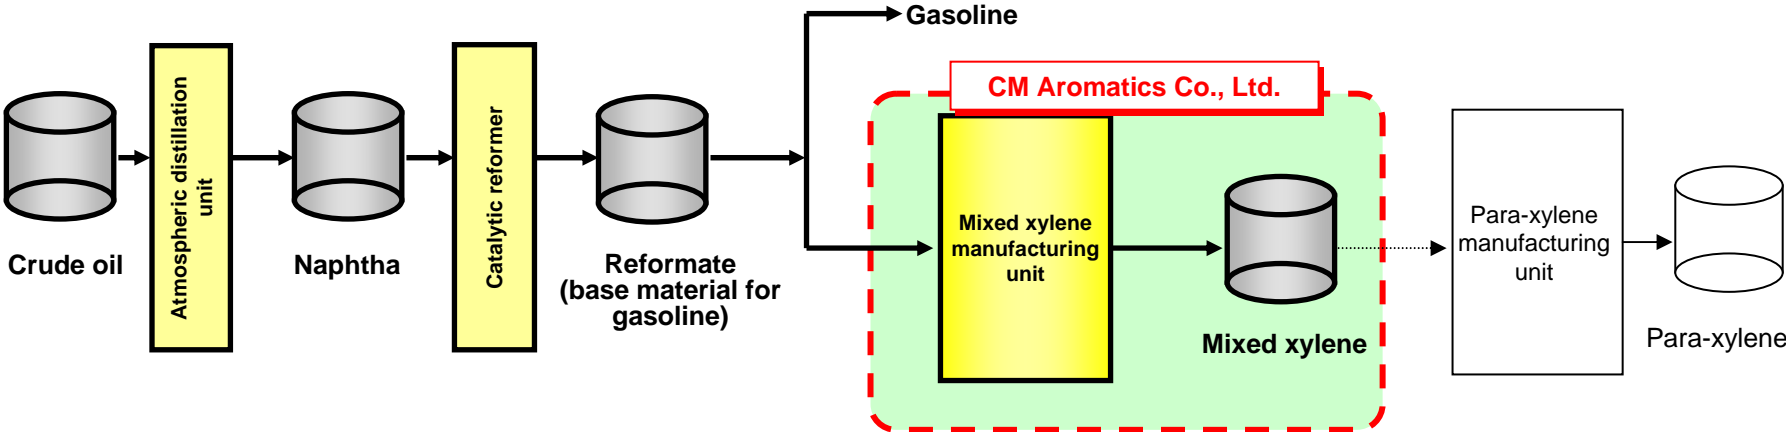 Gasoline
CM Aromatics Co., Ltd.
Atmospheric distillation
unit
Catalytic reformer
Mixed xylene
manufacturing
unit
Para-xylene
manufacturing
unit
Crude oil
Naphtha
Reformate
(base material for
gasoline)
Mixed xylene
Para-xylene